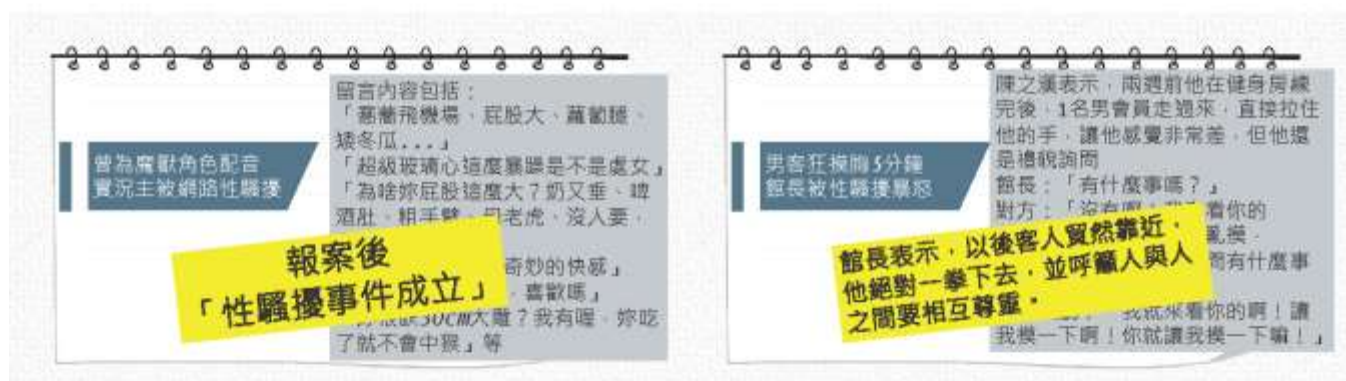 曾為魔獸角色配音
實況主被網路性騷擾
留言內容包括：
「塞薾飛機場、屁股大、蘿蔔腿、
矮冬瓜...」
「超級玻璃心這麼暴躁是不是處女」
「為啥妳屁股這麼大？奶又垂、啤
酒肚、粗手臂、母老虎、沒人要，
奇妙的快感」
，喜歡嗎」
30CM大雕？我有喔，妳吃
了就不會中猴」等
報案後
「性騷擾事件成立」
男客狂摸胸5分鐘
館長被性騷擾暴怒
陳之漢表示，兩週前他在健身房練
完後，1名男會員走過來，直接拉住
他的手，讓他感覺非常差，但他還
是禮貌詢問
館長：「有什麼事嗎？」
對方：「沒有啊！我來看你的
亂摸，
問有什麼事
我就來看你的啊！讓
我摸一下啊！你就讓我摸一下嘛！」
館長表示，以後客人貿然靠近，
他絕對一拳下去，並呼籲人與人
之間要相互尊重。